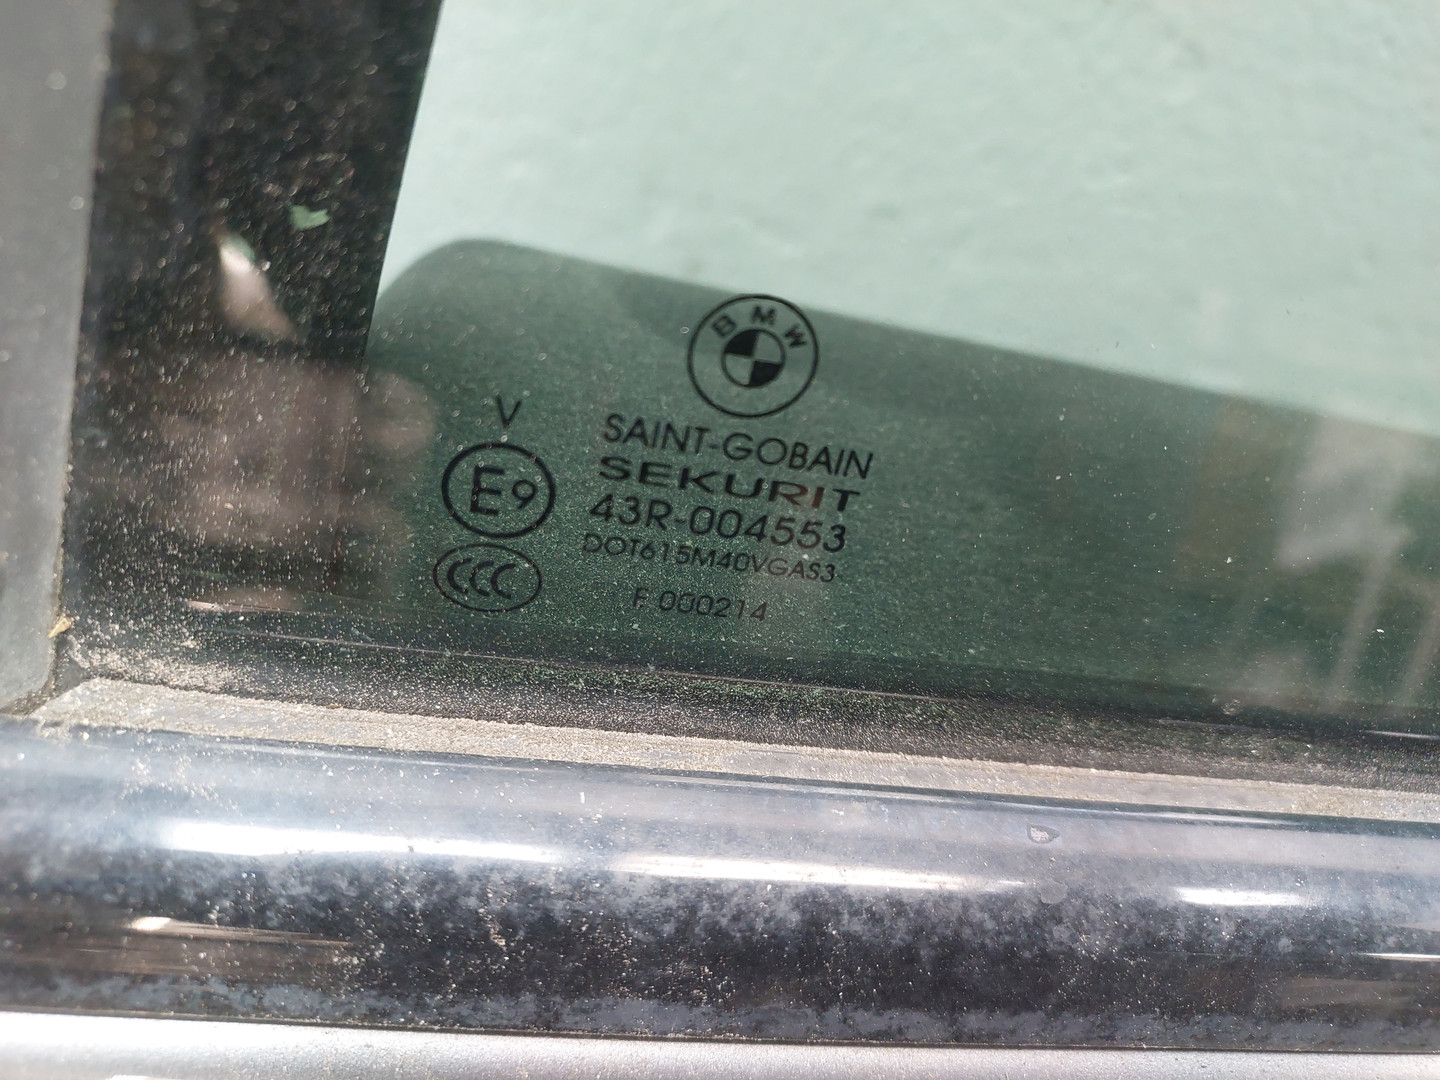 BMW
SAINT-GOBAIN
SEKURIT
V
E9
43R-004553
DOT615M40VGAS3
CCC
F 000214